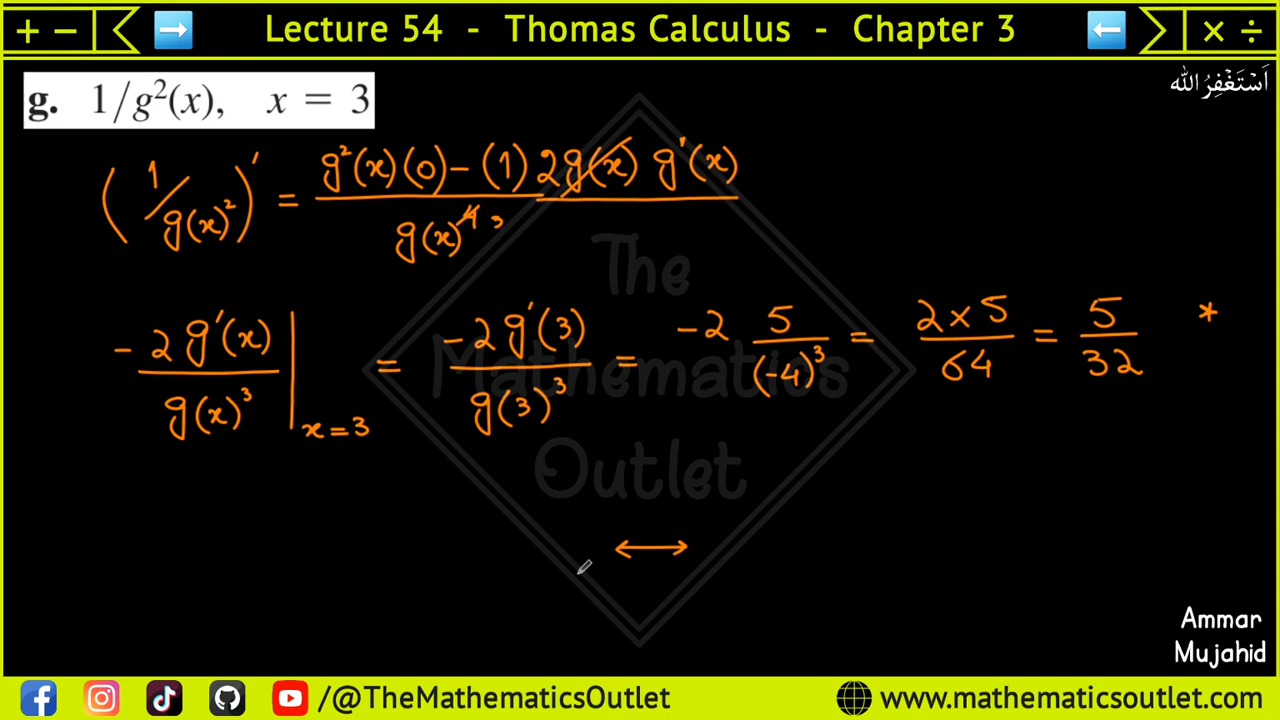 Lecture 54 - Thomas Calculus - Chapter 3
+ − ➡ ⬅ × ÷
اَسْتَغْفِرُ اللّٰه
g. 1/g²(x), x = 3
(1/g(x)²)' = (g²(x)(0) − (1) 2g(x) g'(x)) / g(x)⁴ ³
−2g'(x) / g(x)³ |ₓ₌₃ = −2g'(3) / g(3)³ = −2 5/(-4)³ = 2×5/64 = 5/32 *
The
Mathematics
Outlet
Ammar
Mujahid
/@TheMathematicsOutlet www.mathematicsoutlet.com